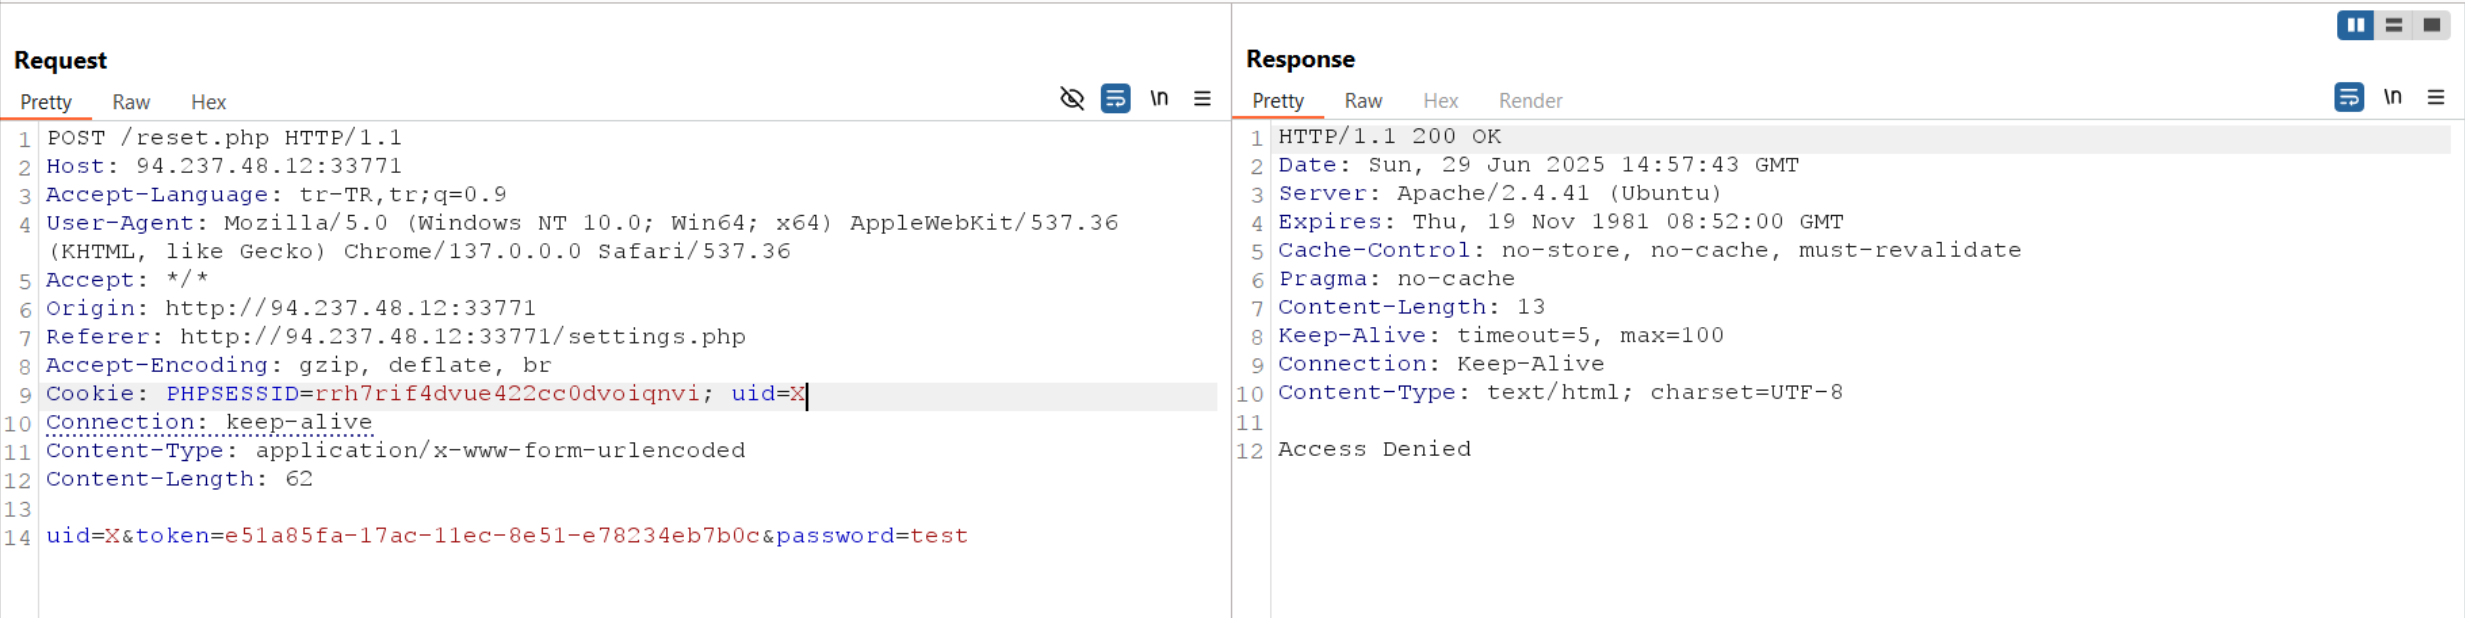 Request
Pretty Raw Hex
\n
1 POST /reset.php HTTP/1.1
2 Host: 94.237.48.12:33771
3 Accept-Language: tr-TR,tr;q=0.9
4 User-Agent: Mozilla/5.0 (Windows NT 10.0; Win64; x64) AppleWebKit/537.36
(KHTML, like Gecko) Chrome/137.0.0.0 Safari/537.36
5 Accept: */*
6 Origin: http://94.237.48.12:33771
7 Referer: http://94.237.48.12:33771/settings.php
8 Accept-Encoding: gzip, deflate, br
9 Cookie: PHPSESSID=rrh7rif4dvue422cc0dvoiqnvi; uid=X
10 Connection: keep-alive
11 Content-Type: application/x-www-form-urlencoded
12 Content-Length: 62
13
14 uid=X&token=e51a85fa-17ac-11ec-8e51-e78234eb7b0c&password=test
Response
Pretty Raw Hex Render
\n
1 HTTP/1.1 200 OK
2 Date: Sun, 29 Jun 2025 14:57:43 GMT
3 Server: Apache/2.4.41 (Ubuntu)
4 Expires: Thu, 19 Nov 1981 08:52:00 GMT
5 Cache-Control: no-store, no-cache, must-revalidate
6 Pragma: no-cache
7 Content-Length: 13
8 Keep-Alive: timeout=5, max=100
9 Connection: Keep-Alive
10 Content-Type: text/html; charset=UTF-8
11
12 Access Denied